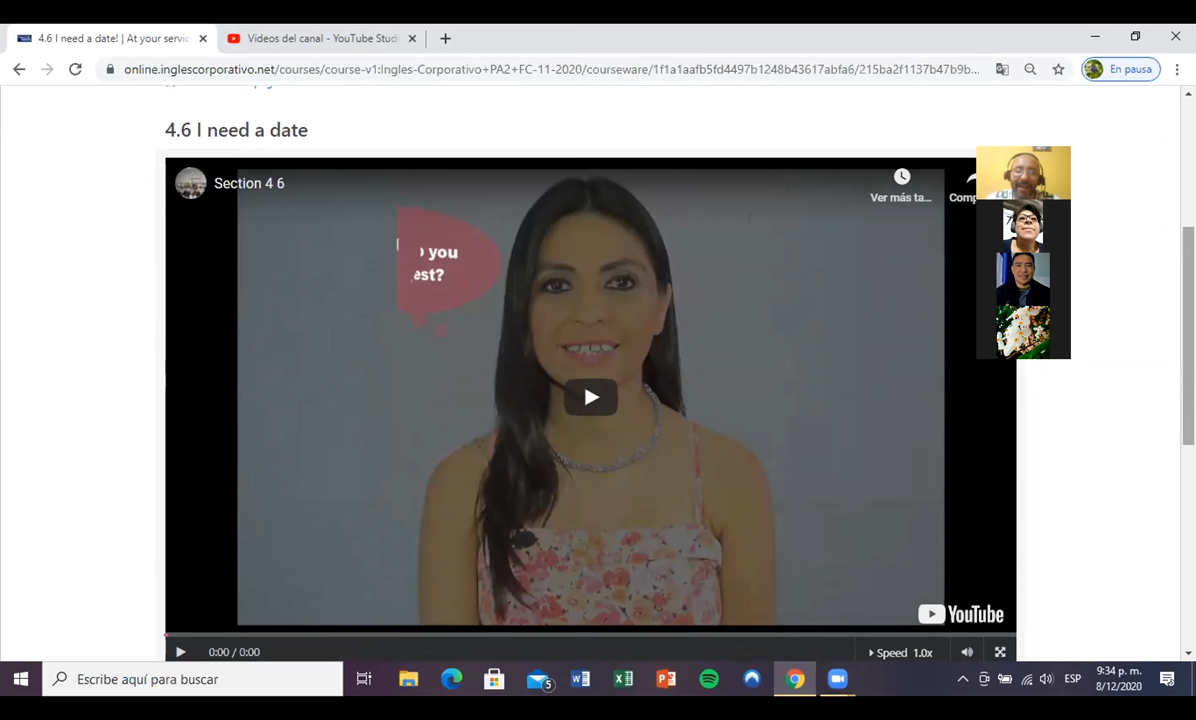 4.6 I need a date! | At your servic
Videos del canal - YouTube Stud
online.inglescorporativo.net/courses/course-v1:Ingles-Corporativo+PA2+FC-11-2020/courseware/1f1a1aafb5fd4497b1248b43617abfa6/215ba2f1137b47b9b...
En pausa
4.6 I need a date
Section 4 6
Ver más ta...
Comp
you
est?
YouTube
0:00 / 0:00
Speed 1.0x
Escribe aquí para buscar
5
ESP
9:34 p. m.
8/12/2020